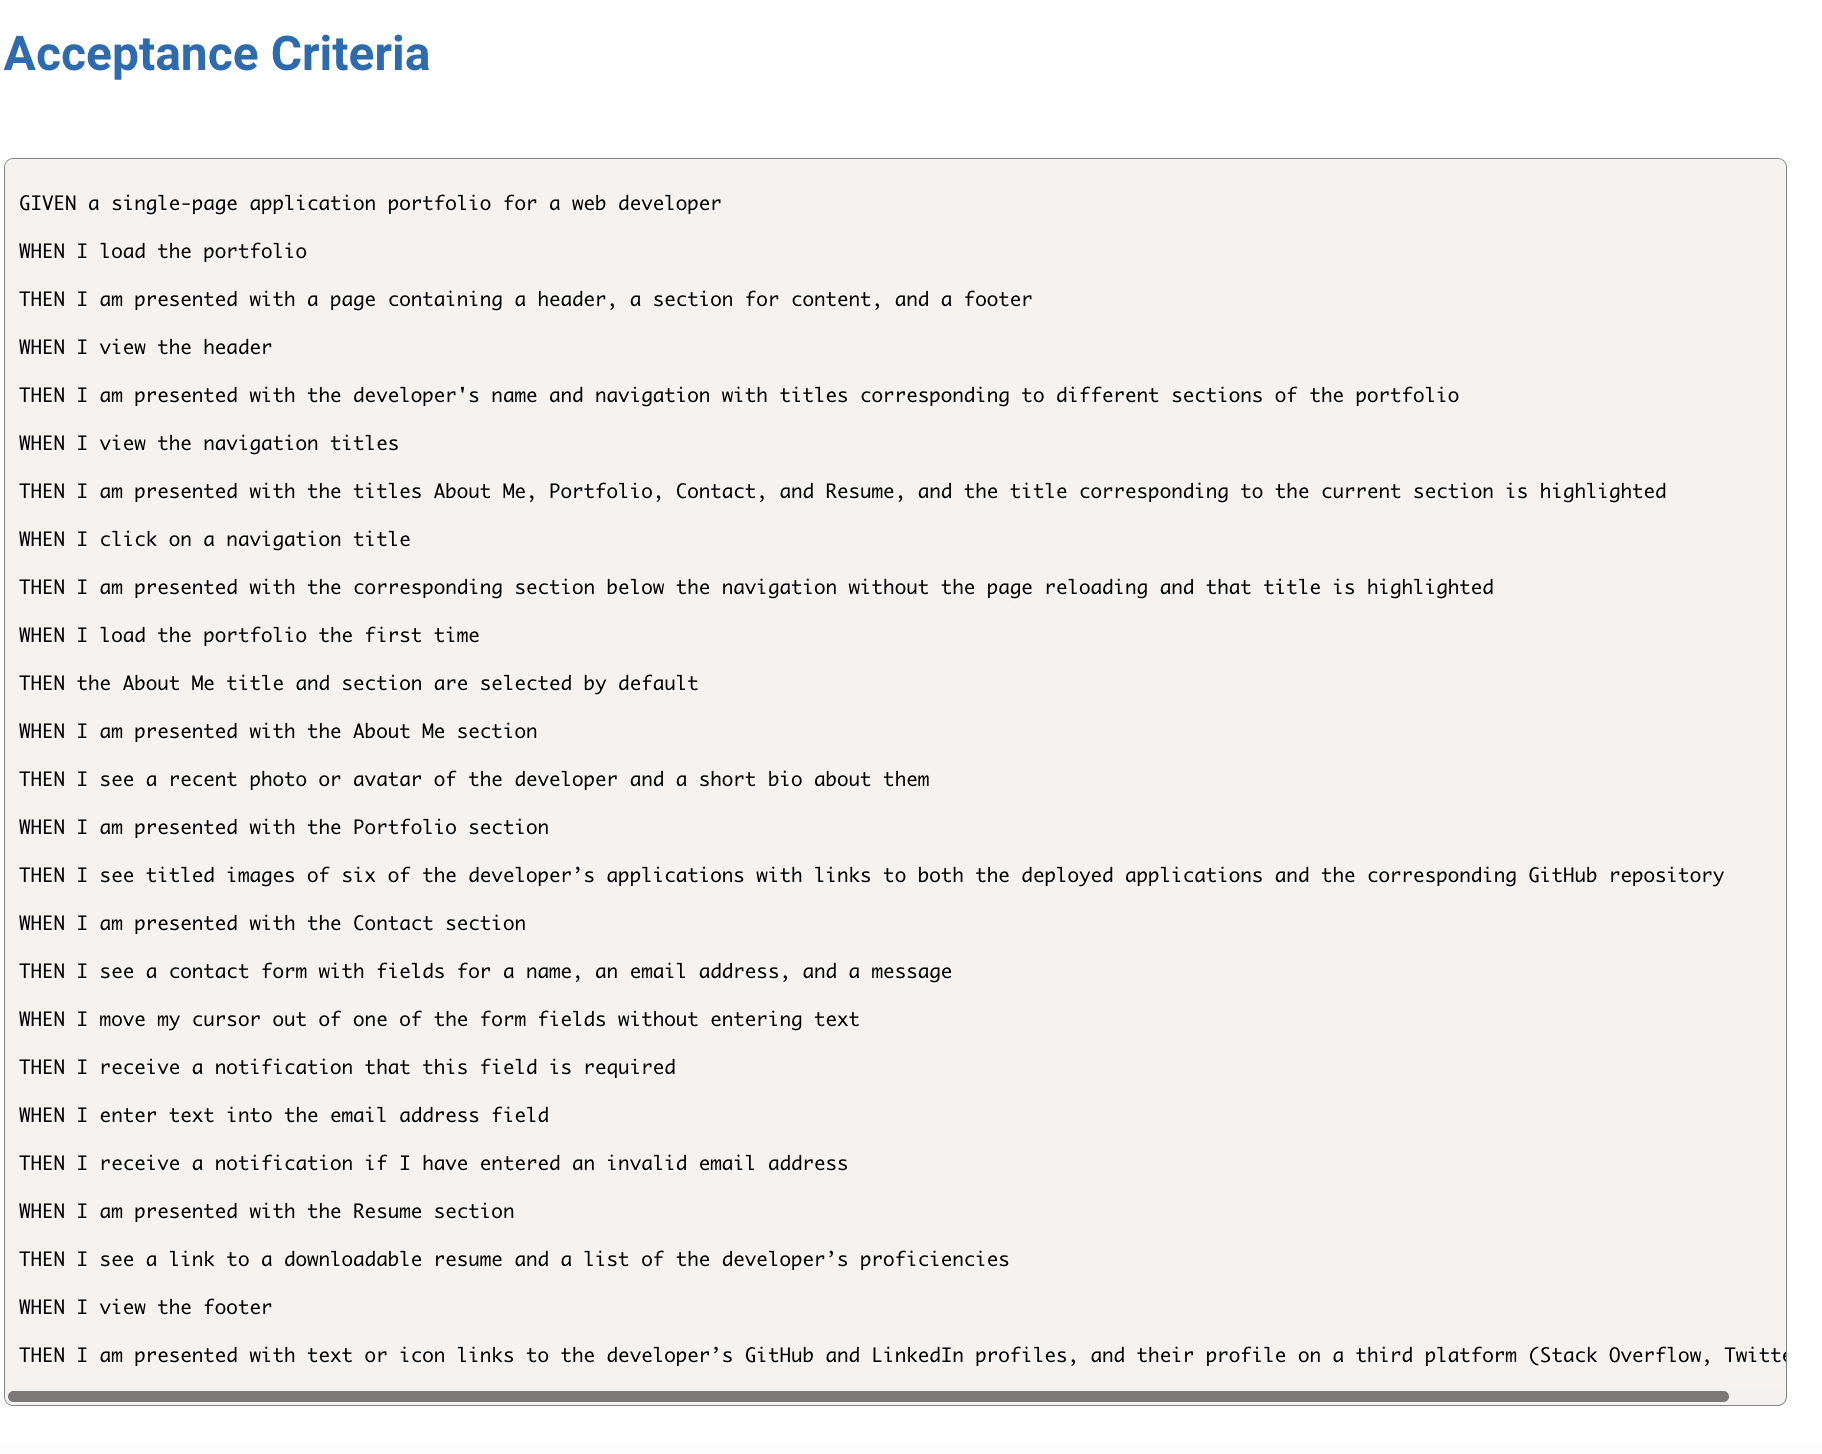 Acceptance Criteria
GIVEN a single-page application portfolio for a web developer
WHEN I load the portfolio
THEN I am presented with a page containing a header, a section for content, and a footer
WHEN I view the header
THEN I am presented with the developer's name and navigation with titles corresponding to different sections of the portfolio
WHEN I view the navigation titles
THEN I am presented with the titles About Me, Portfolio, Contact, and Resume, and the title corresponding to the current section is highlighted
WHEN I click on a navigation title
THEN I am presented with the corresponding section below the navigation without the page reloading and that title is highlighted
WHEN I load the portfolio the first time
THEN the About Me title and section are selected by default
WHEN I am presented with the About Me section
THEN I see a recent photo or avatar of the developer and a short bio about them
WHEN I am presented with the Portfolio section
THEN I see titled images of six of the developer’s applications with links to both the deployed applications and the corresponding GitHub repository
WHEN I am presented with the Contact section
THEN I see a contact form with fields for a name, an email address, and a message
WHEN I move my cursor out of one of the form fields without entering text
THEN I receive a notification that this field is required
WHEN I enter text into the email address field
THEN I receive a notification if I have entered an invalid email address
WHEN I am presented with the Resume section
THEN I see a link to a downloadable resume and a list of the developer’s proficiencies
WHEN I view the footer
THEN I am presented with text or icon links to the developer’s GitHub and LinkedIn profiles, and their profile on a third platform (Stack Overflow,